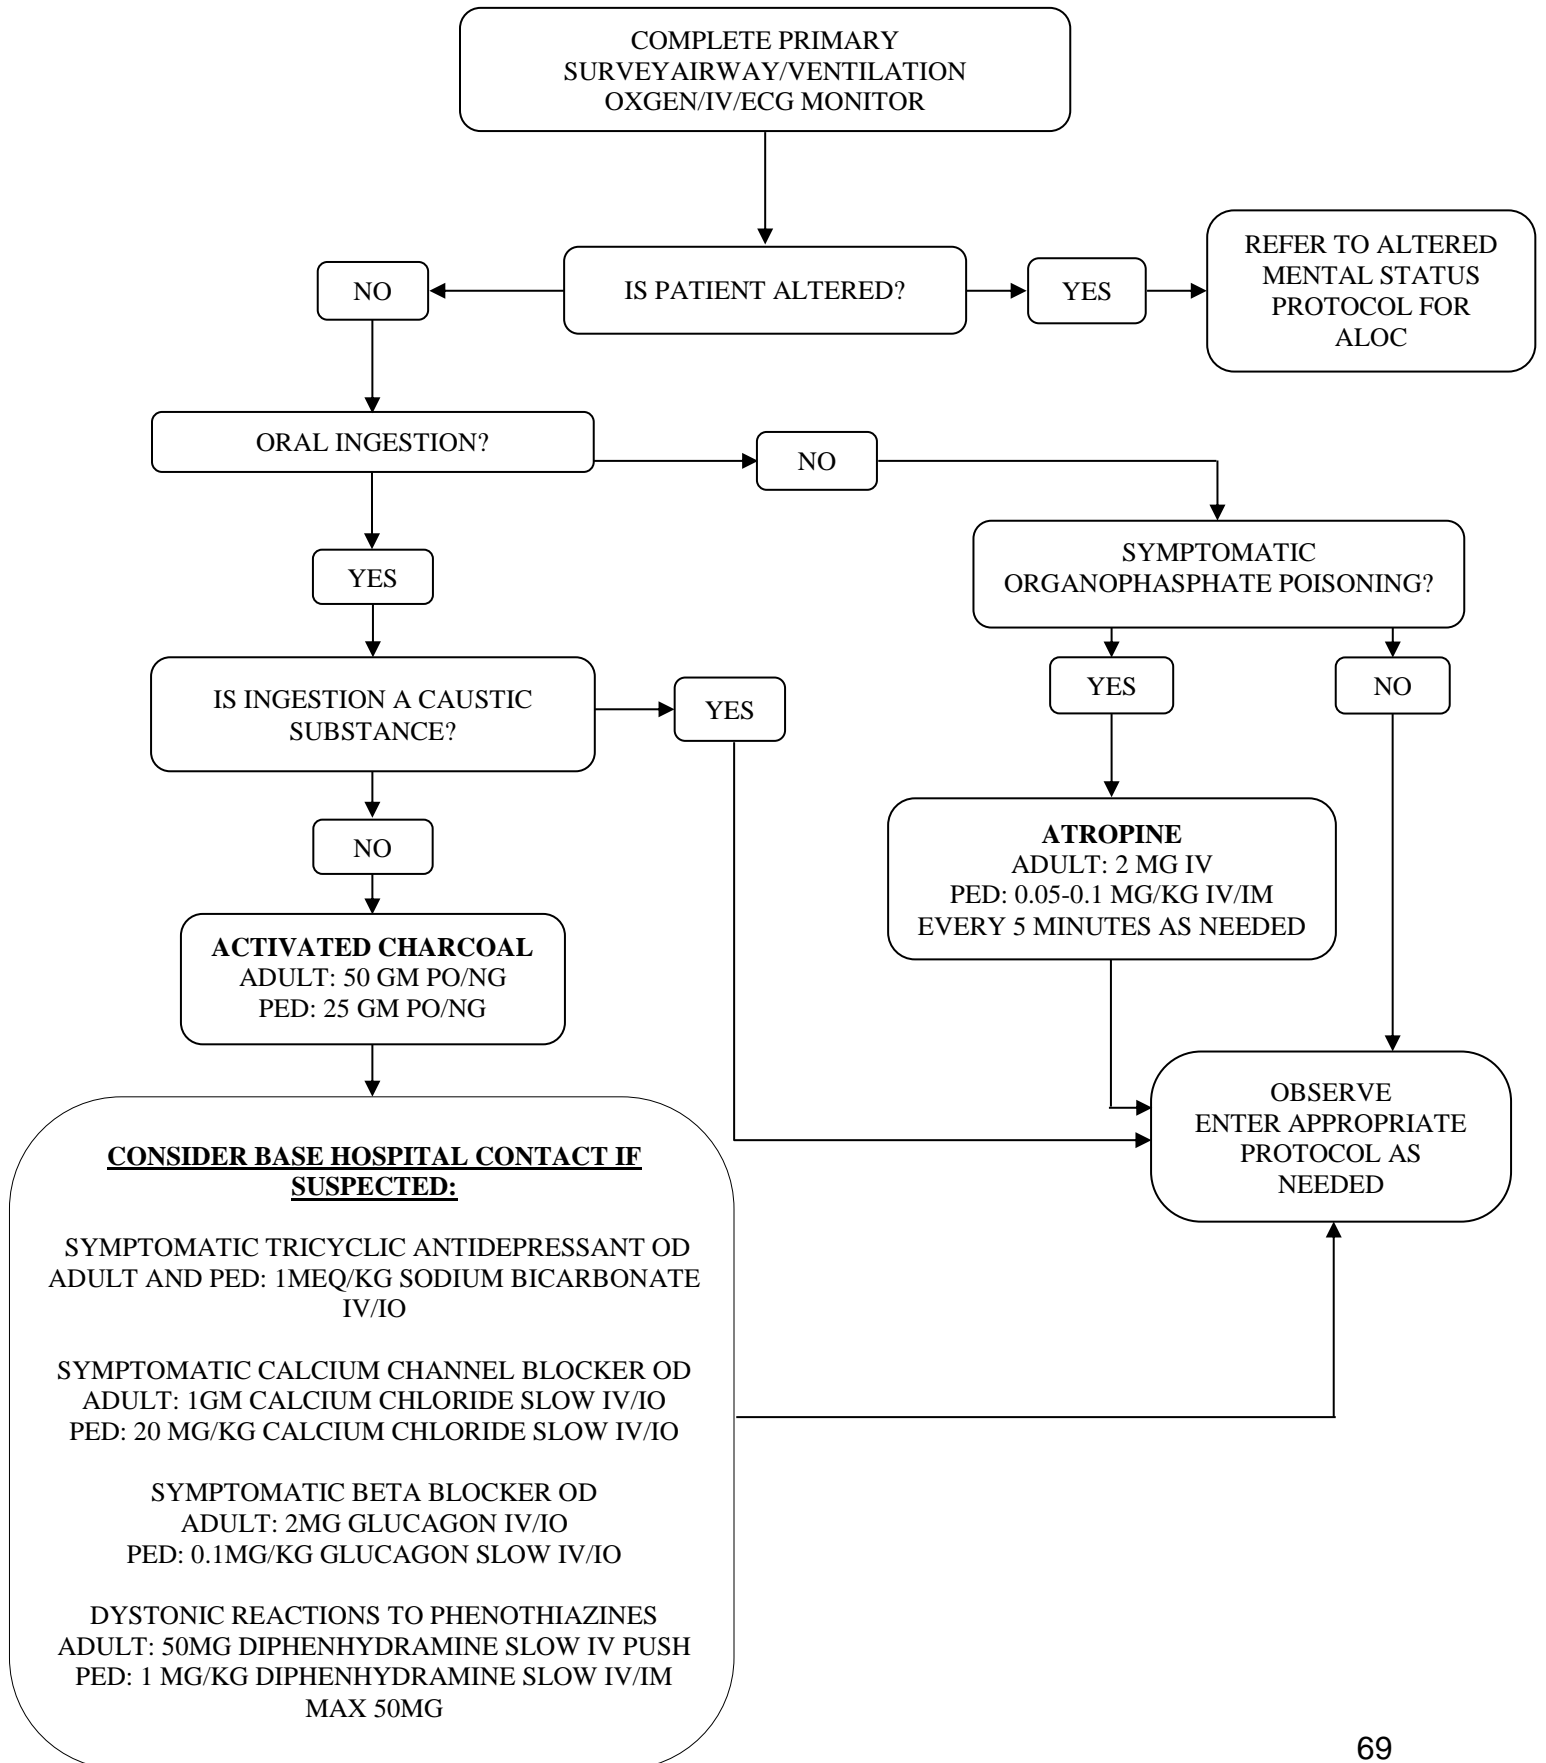 COMPLETE PRIMARY
SURVEYAIRWAY/VENTILATION
OXGEN/IV/ECG MONITOR
NO
IS PATIENT ALTERED?
YES
REFER TO ALTERED
MENTAL STATUS
PROTOCOL FOR
ALOC
ORAL INGESTION?
NO
YES
SYMPTOMATIC
ORGANOPHASPHATE POISONING?
YES
NO
IS INGESTION A CAUSTIC
SUBSTANCE?
YES
NO
ATROPINE
ADULT: 2 MG IV
PED: 0.05-0.1 MG/KG IV/IM
EVERY 5 MINUTES AS NEEDED
ACTIVATED CHARCOAL
ADULT: 50 GM PO/NG
PED: 25 GM PO/NG
OBSERVE
ENTER APPROPRIATE
PROTOCOL AS
NEEDED
CONSIDER BASE HOSPITAL CONTACT IF
SUSPECTED:
SYMPTOMATIC TRICYCLIC ANTIDEPRESSANT OD
ADULT AND PED: 1MEQ/KG SODIUM BICARBONATE
IV/IO
SYMPTOMATIC CALCIUM CHANNEL BLOCKER OD
ADULT: 1GM CALCIUM CHLORIDE SLOW IV/IO
PED: 20 MG/KG CALCIUM CHLORIDE SLOW IV/IO
SYMPTOMATIC BETA BLOCKER OD
ADULT: 2MG GLUCAGON IV/IO
PED: 0.1MG/KG GLUCAGON SLOW IV/IO
DYSTONIC REACTIONS TO PHENOTHIAZINES
ADULT: 50MG DIPHENHYDRAMINE SLOW IV PUSH
PED: 1 MG/KG DIPHENHYDRAMINE SLOW IV/IM
MAX 50MG
69